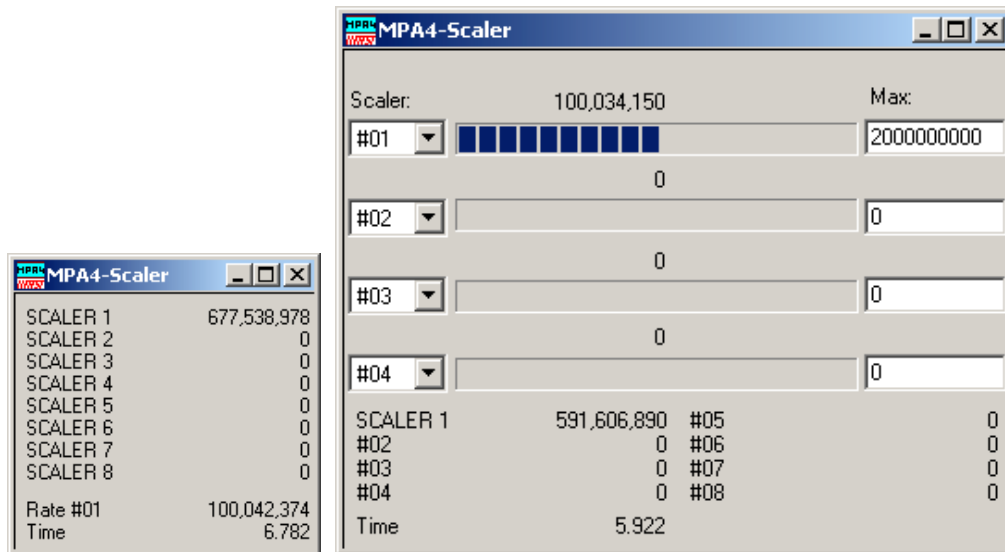 MPA4-Scaler
SCALER 1 677,538,978
SCALER 2 0
SCALER 3 0
SCALER 4 0
SCALER 5 0
SCALER 6 0
SCALER 7 0
SCALER 8 0
Rate #01 100,042,374
Time 6.782
MPA4-Scaler
Scaler: 100,034,150 Max:
#01 2000000000
0
#02 0
0
#03 0
0
#04 0
SCALER 1 591,606,890 #05 0
#02 0 #06 0
#03 0 #07 0
#04 0 #08 0
Time 5.922